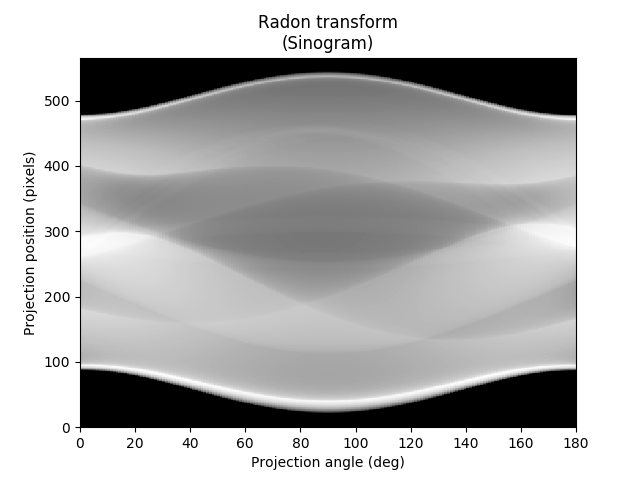 Radon transform
(Sinogram)
Projection position (pixels)
500
400
300
200
100
0
0 20 40 60 80 100 120 140 160 180
Projection angle (deg)